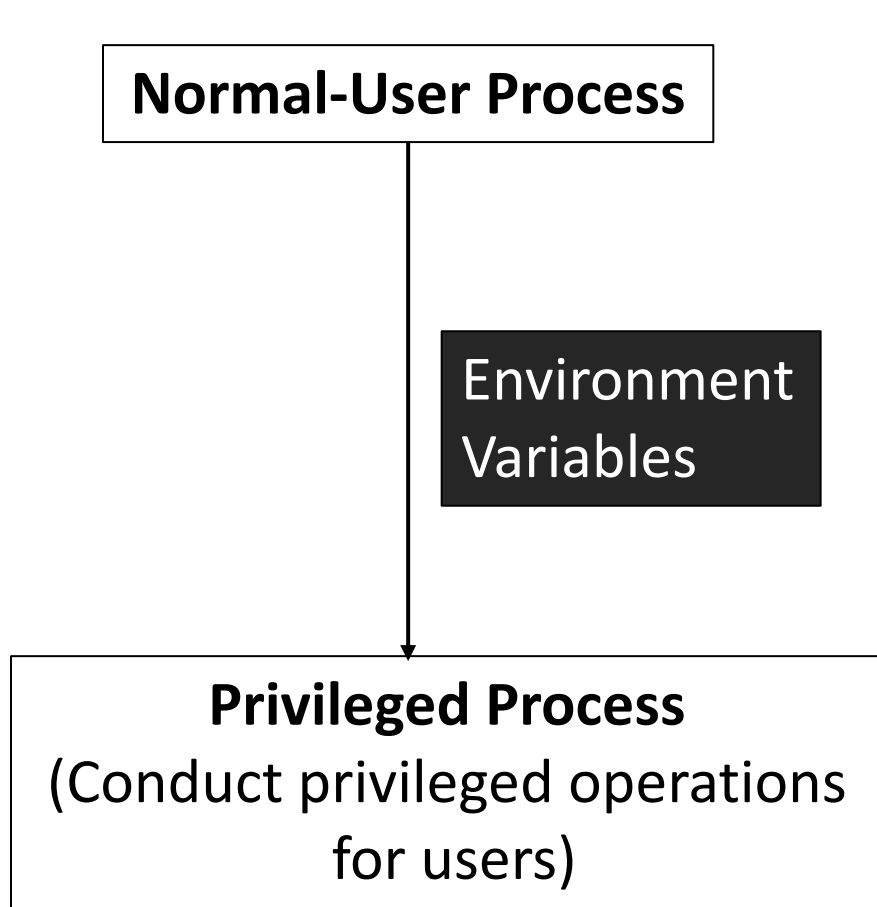 Normal-User Process
Environment
Variables
Privileged Process
(Conduct privileged operations
for users)